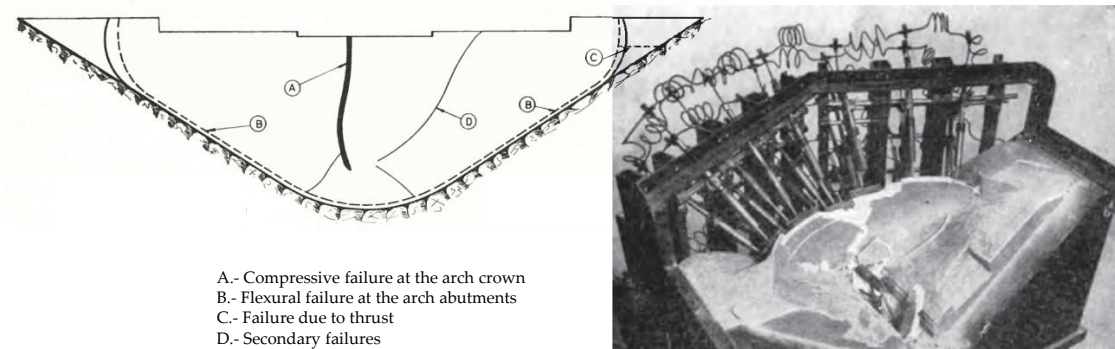 A
B
C
B
D
A.- Compressive failure at the arch crown
B.- Flexural failure at the arch abutments
C.- Failure due to thrust
D.- Secondary failures